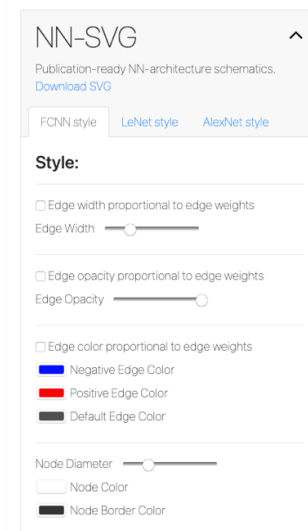 NN-SVG
Publication-ready NN-architecture schematics.
Download SVG
FCNN style LeNet style AlexNet style
Style:
Edge width proportional to edge weights
Edge Width
Edge opacity proportional to edge weights
Edge Opacity
Edge color proportional to edge weights
Negative Edge Color
Positive Edge Color
Default Edge Color
Node Diameter
Node Color
Node Border Color